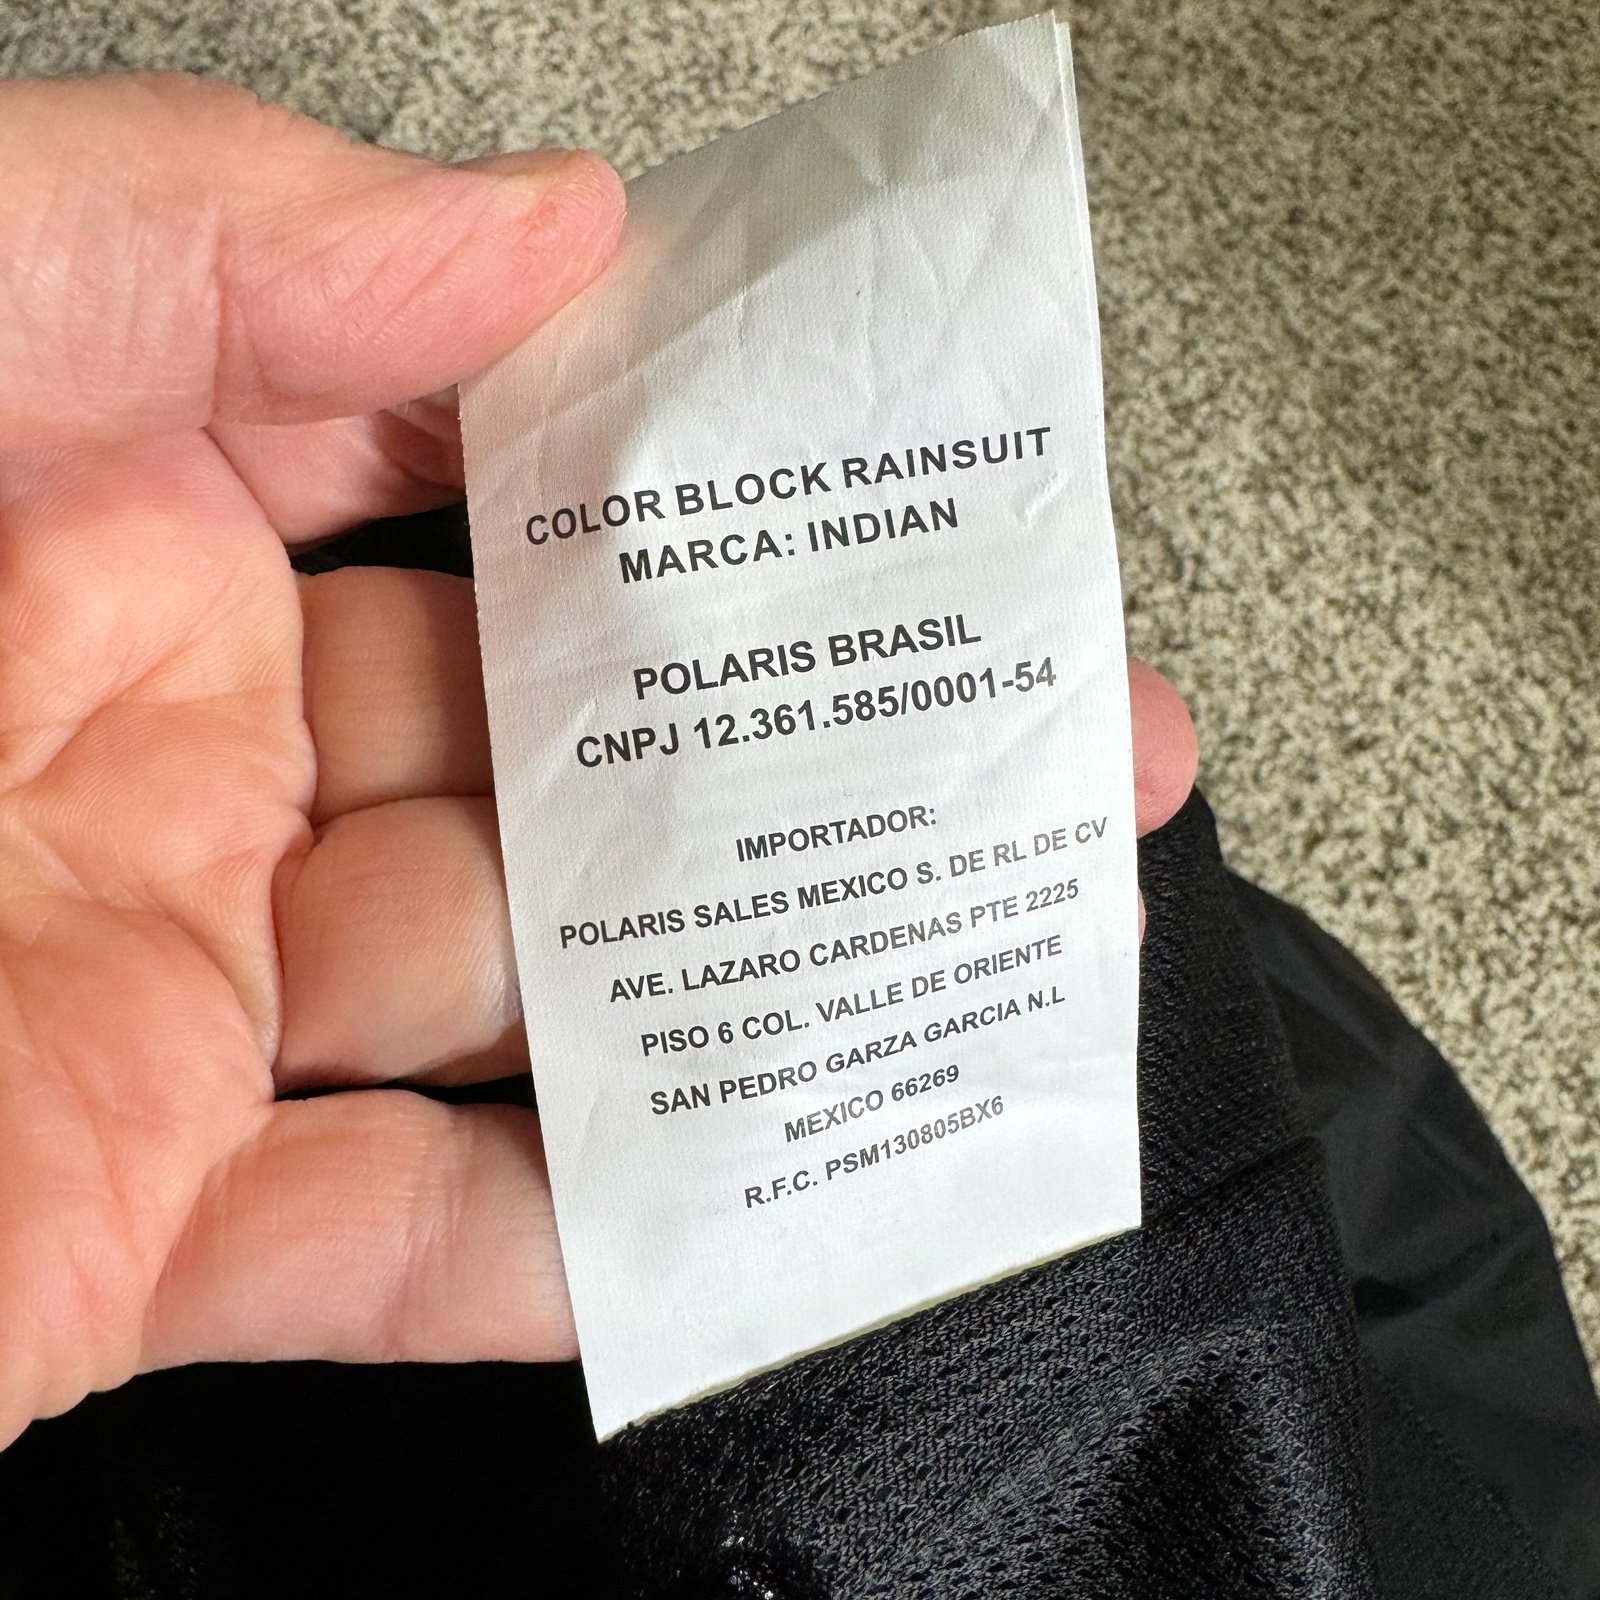 COLOR BLOCK RAINSUIT
MARCA: INDIAN
POLARIS BRASIL
CNPJ 12.361.585/0001-54
IMPORTADOR:
POLARIS SALES MEXICO S. DE RL DE CV
AVE. LAZARO CARDENAS PTE 2225
PISO 6 COL. VALLE DE ORIENTE
SAN PEDRO GARZA GARCIA N.L
MEXICO 66269
R.F.C. PSM130805BX6